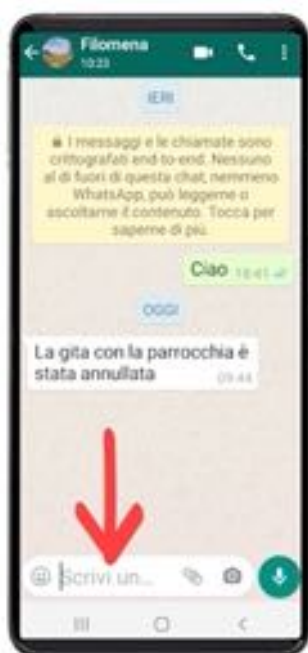 Filomena
10:23
IERI
I messaggi e le chiamate sono
crittografati end-to-end. Nessuno
al di fuori di questa chat, nemmeno
WhatsApp, può leggerne o
ascoltarne il contenuto. Tocca per
saperne di più.
Ciao 18:41
OGGI
La gita con la parrocchia è
stata annullata 09:44
Scrivi un...